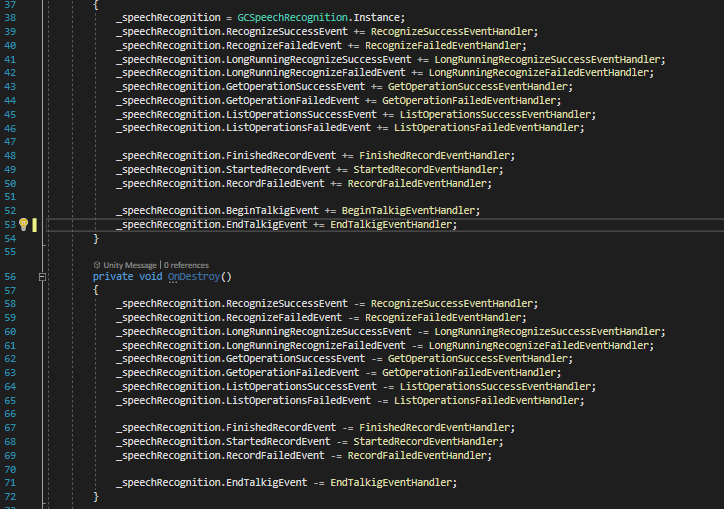 37 {
38 _speechRecognition = GCSpeechRecognition.Instance;
39 _speechRecognition.RecognizeSuccessEvent += RecognizeSuccessEventHandler;
40 _speechRecognition.RecognizeFailedEvent += RecognizeFailedEventHandler;
41 _speechRecognition.LongRunningRecognizeSuccessEvent += LongRunningRecognizeSuccessEventHandler;
42 _speechRecognition.LongRunningRecognizeFailedEvent += LongRunningRecognizeFailedEventHandler;
43 _speechRecognition.GetOperationSuccessEvent += GetOperationSuccessEventHandler;
44 _speechRecognition.GetOperationFailedEvent += GetOperationFailedEventHandler;
45 _speechRecognition.ListOperationsSuccessEvent += ListOperationsSuccessEventHandler;
46 _speechRecognition.ListOperationsFailedEvent += ListOperationsFailedEventHandler;
47
48 _speechRecognition.FinishedRecordEvent += FinishedRecordEventHandler;
49 _speechRecognition.StartedRecordEvent += StartedRecordEventHandler;
50 _speechRecognition.RecordFailedEvent += RecordFailedEventHandler;
51
52 _speechRecognition.BeginTalkigEvent += BeginTalkigEventHandler;
53 _speechRecognition.EndTalkigEvent += EndTalkigEventHandler;
54 }
55
Unity Message | 0 references
56 private void OnDestroy()
57 {
58 _speechRecognition.RecognizeSuccessEvent -= RecognizeSuccessEventHandler;
59 _speechRecognition.RecognizeFailedEvent -= RecognizeFailedEventHandler;
60 _speechRecognition.LongRunningRecognizeSuccessEvent -= LongRunningRecognizeSuccessEventHandler;
61 _speechRecognition.LongRunningRecognizeFailedEvent -= LongRunningRecognizeFailedEventHandler;
62 _speechRecognition.GetOperationSuccessEvent -= GetOperationSuccessEventHandler;
63 _speechRecognition.GetOperationFailedEvent -= GetOperationFailedEventHandler;
64 _speechRecognition.ListOperationsSuccessEvent -= ListOperationsSuccessEventHandler;
65 _speechRecognition.ListOperationsFailedEvent -= ListOperationsFailedEventHandler;
66
67 _speechRecognition.FinishedRecordEvent -= FinishedRecordEventHandler;
68 _speechRecognition.StartedRecordEvent -= StartedRecordEventHandler;
69 _speechRecognition.RecordFailedEvent -= RecordFailedEventHandler;
70
71 _speechRecognition.EndTalkigEvent -= EndTalkigEventHandler;
72 }